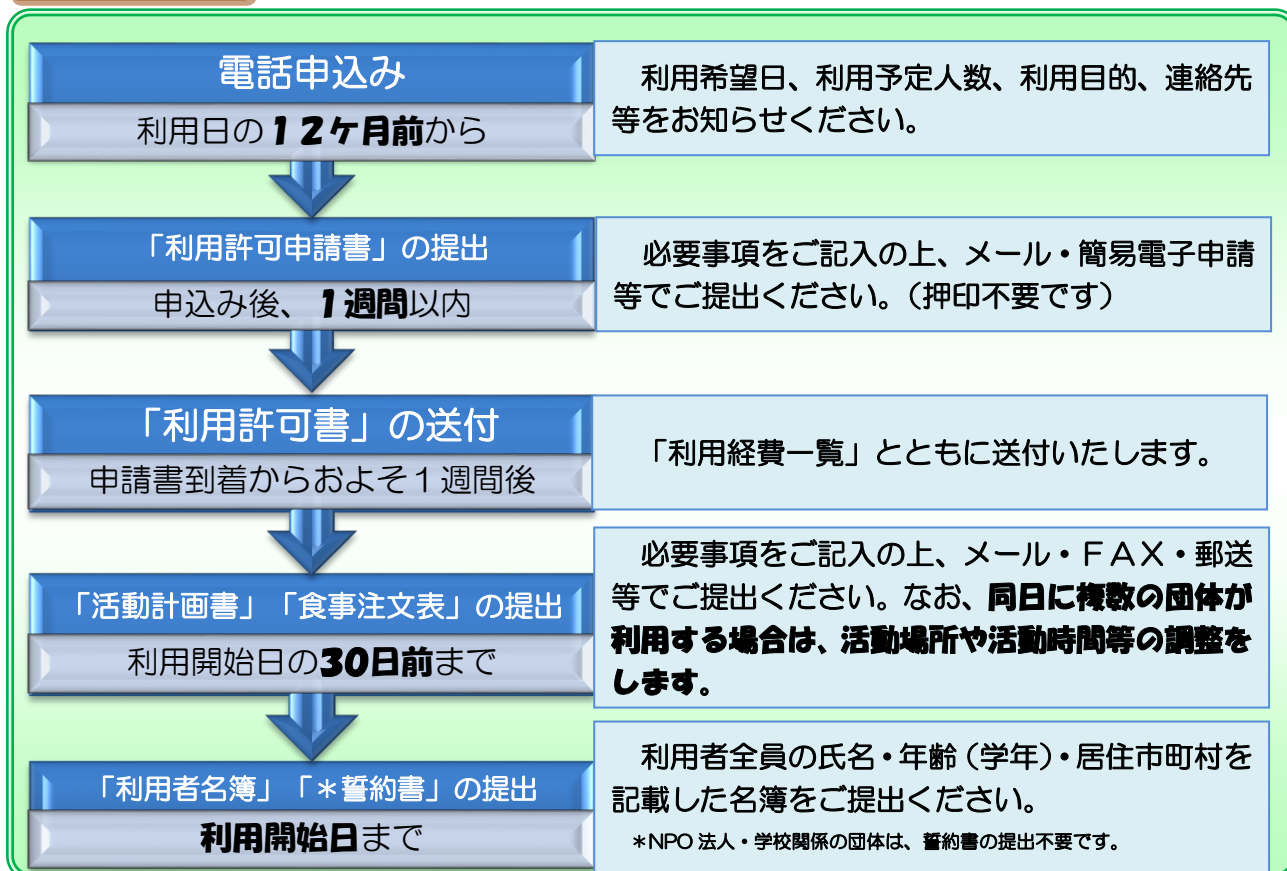 電話申込み
利用日の12ケ月前から
利用希望日、利用予定人数、利用目的、連絡先
等をお知らせください。
「利用許可申請書」の提出
申込み後、1週間以内
必要事項をご記入の上、メール・簡易電子申請
等でご提出ください。（押印不要です）
「利用許可書」の送付
申請書到着からおよそ１週間後
「利用経費一覧」とともに送付いたします。
「活動計画書」「食事注文表」の提出
利用開始日の30日前まで
必要事項をご記入の上、メール・ＦＡＸ・郵送
等でご提出ください。なお、同日に複数の団体が
利用する場合は、活動場所や活動時間等の調整を
します。
「利用者名簿」「＊誓約書」の提出
利用開始日まで
利用者全員の氏名・年齢（学年）・居住市町村を
記載した名簿をご提出ください。
＊NPO 法人・学校関係の団体は、誓約書の提出不要です。